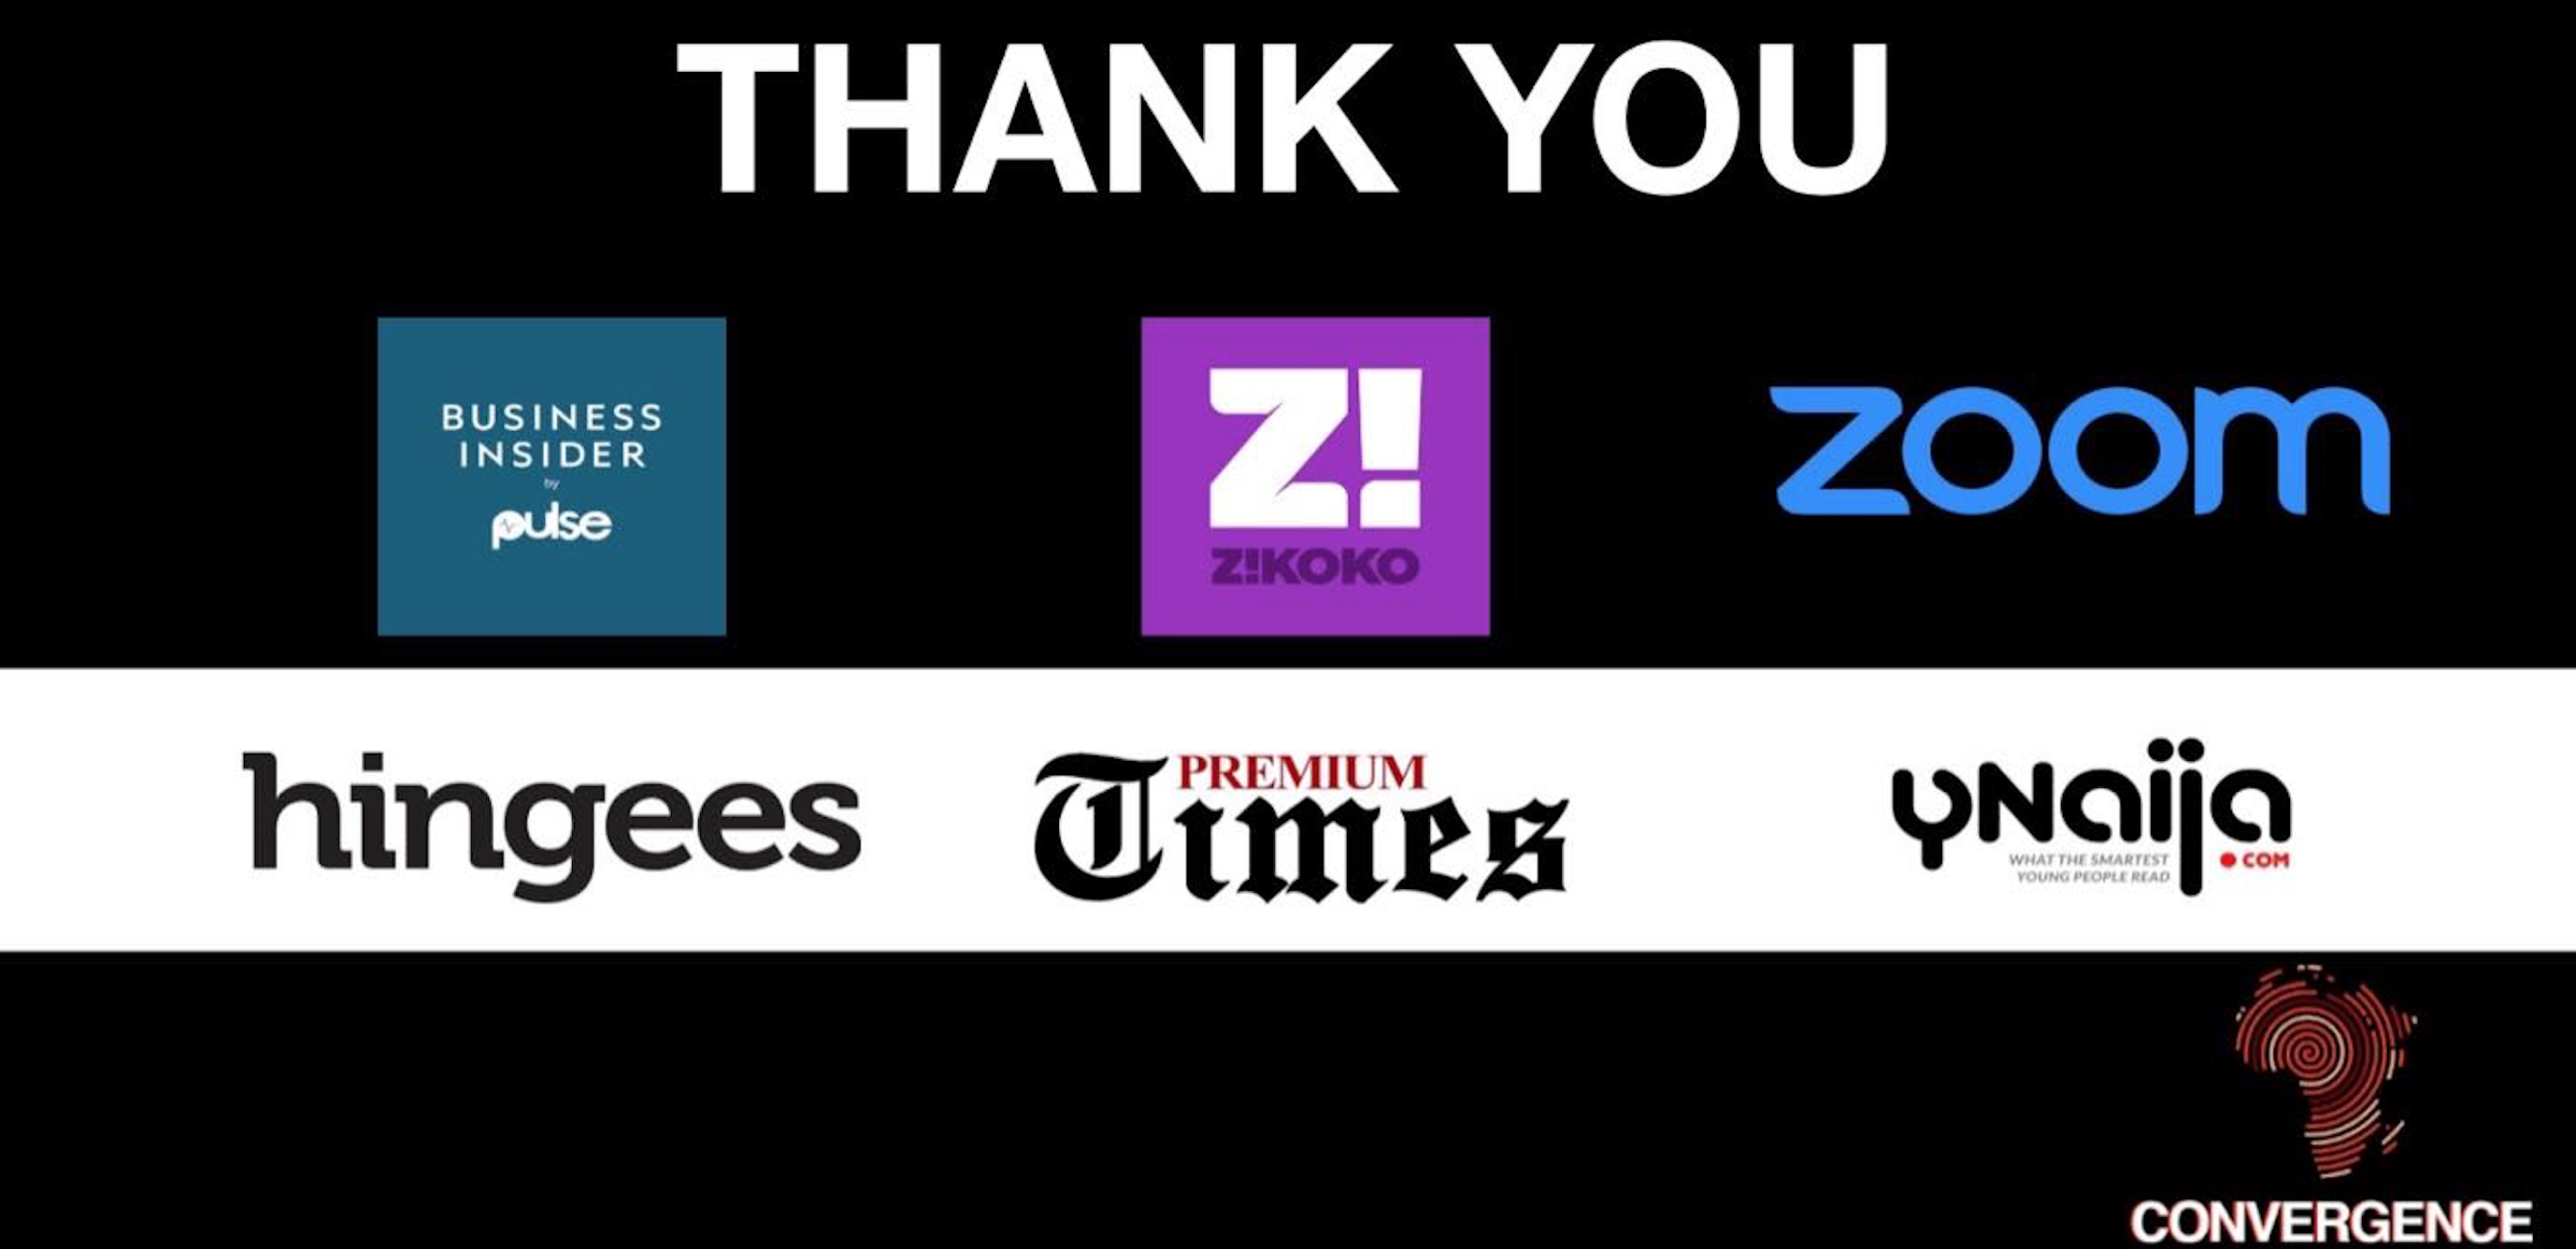 THANK YOU
BUSINESS
INSIDER
by
pulse
Z!
Z!KOKO
zoom
hingees
PREMIUM
Times
YNaija
WHAT THE SMARTEST
YOUNG PEOPLE READ
.COM
CONVERGENCE